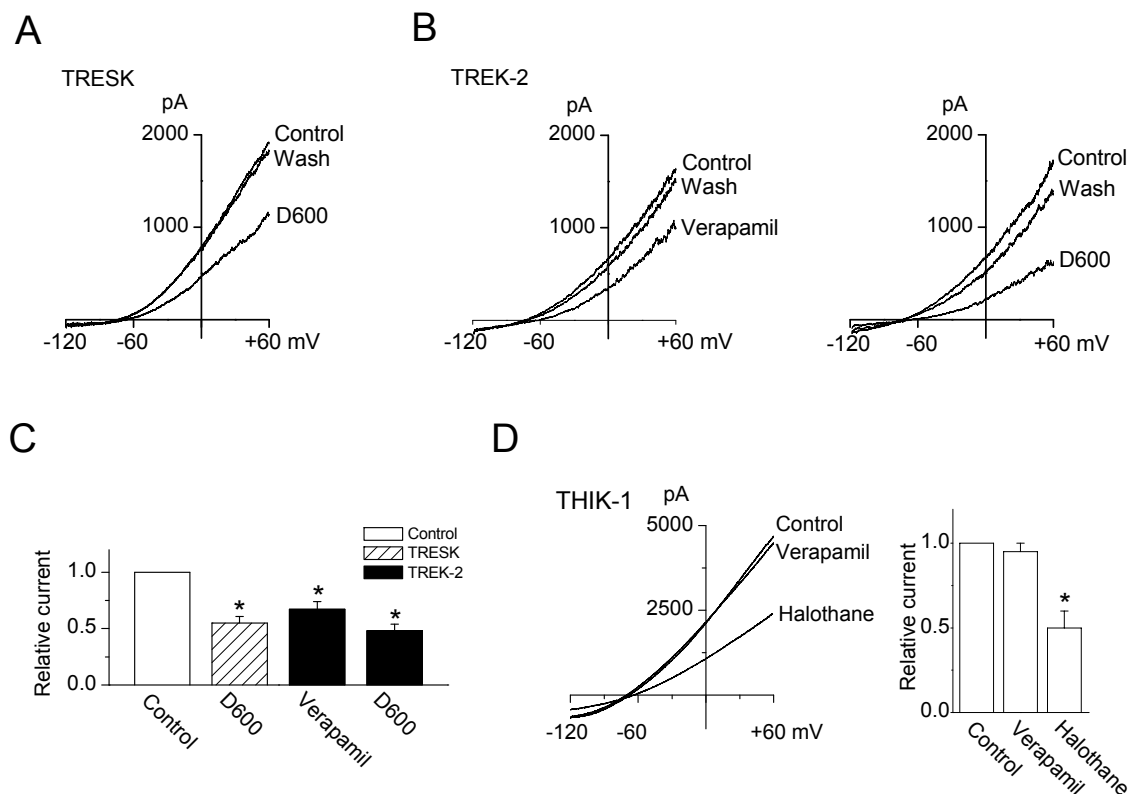 A
TRESK
pA
2000
1000
Control
Wash
D600
-120
-60
+60 mV
B
TREK-2
pA
2000
1000
Control
Wash
Verapamil
-120
-60
+60 mV
pA
2000
1000
Control
Wash
D600
-120
-60
+60 mV
C
Relative current
1.0
0.5
0.0
Control
TRESK
TREK-2
*
*
*
Control
D600
Verapamil
D600
D
THIK-1
pA
5000
2500
Control
Verapamil
Halothane
-120
-60
+60 mV
Relative current
1.0
0.5
0.0
*
Control
Verapamil
Halothane